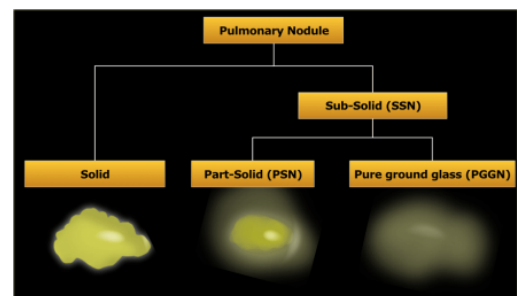 Pulmonary Nodule
Sub-Solid (SSN)
Solid
Part-Solid (PSN)
Pure ground glass (PGGN)